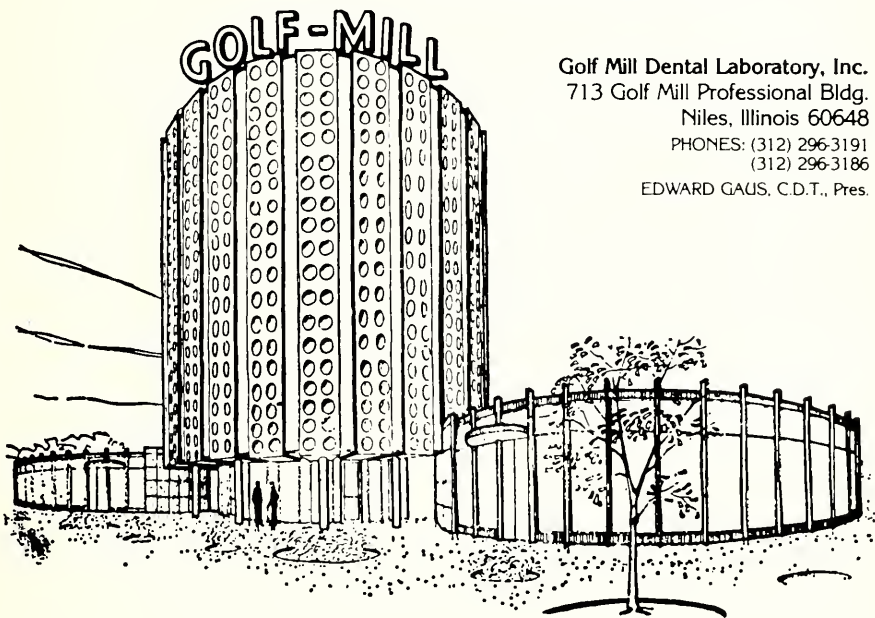 GOLF-MILL
Golf Mill Dental Laboratory, Inc.
713 Golf Mill Professional Bldg.
Niles, Illinois 60648
PHONES: (312) 296-3191
(312) 296-3186
EDWARD GAUS, C.D.T., Pres.